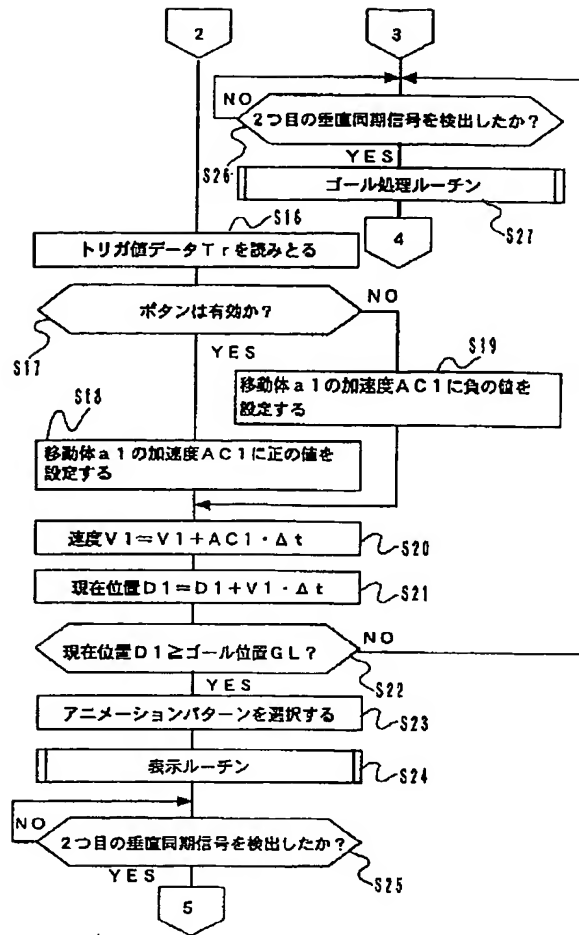 2
3
NO
2つ目の垂直同期信号を検出したか？
YES
S26
ゴール処理ルーチン
S27
4
S16
トリガ値データTrを読みとる
ボタンは有効か？
NO
S17
YES
S19
移動体a1の加速度AC1に負の値を
設定する
S18
移動体a1の加速度AC1に正の値を
設定する
速度V1=V1+AC1・Δt
S20
現在位置D1=D1+V1・Δt
S21
現在位置D1≧ゴール位置GL？
NO
S22
YES
アニメーションパターンを選択する
S23
表示ルーチン
S24
NO
2つ目の垂直同期信号を検出したか？
S25
YES
5